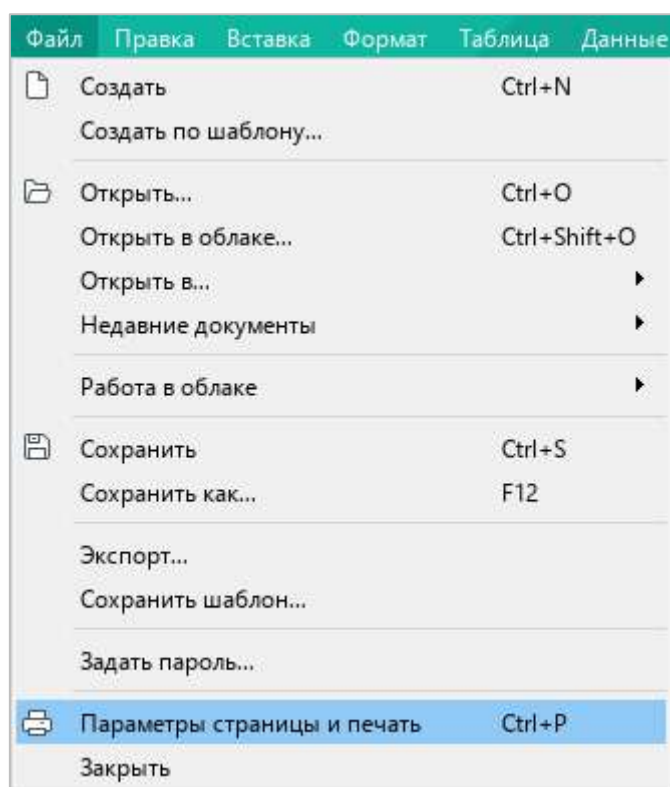 Файл Правка Вставка Формат Таблица Данные
Создать Ctrl+N
Создать по шаблону...
Открыть... Ctrl+O
Открыть в облаке... Ctrl+Shift+O
Открыть в...
Недавние документы
Работа в облаке
Сохранить Ctrl+S
Сохранить как... F12
Экспорт...
Сохранить шаблон...
Задать пароль...
Параметры страницы и печать Ctrl+P
Закрыть